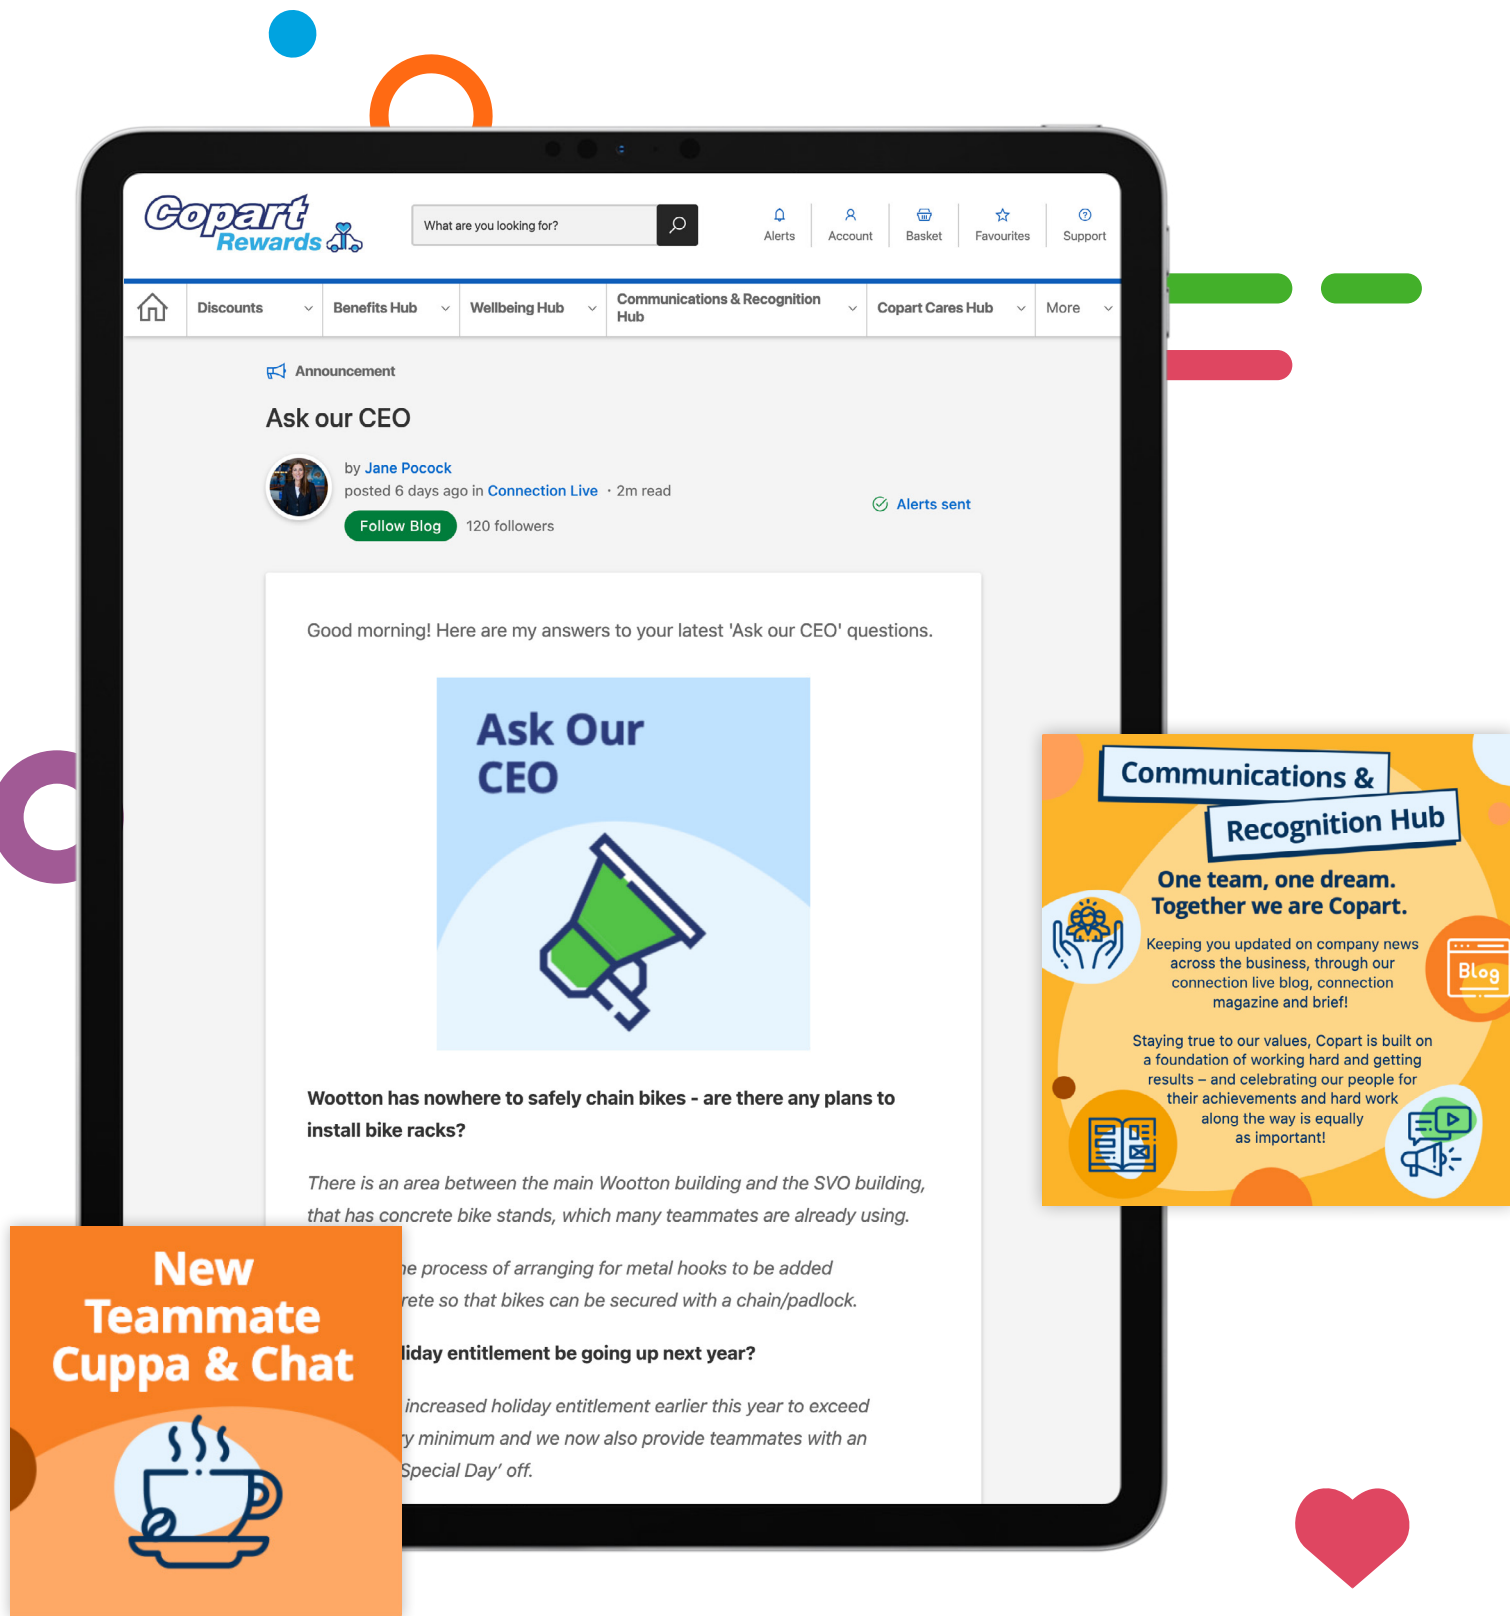 Copart
Rewards
What are you looking for?
Alerts
Account
Basket
Favourites
Support
Discounts
Benefits Hub
Wellbeing Hub
Communications & Recognition
Hub
Copart Cares Hub
More
Announcement
Ask our CEO
by Jane Pocock
posted 6 days ago in Connection Live · 2m read
Alerts sent
Follow Blog
120 followers
Good morning! Here are my answers to your latest 'Ask our CEO' questions.
Ask Our
CEO
Wootton has nowhere to safely chain bikes - are there any plans to
install bike racks?
There is an area between the main Wootton building and the SVO building,
that has concrete bike stands, which many teammates are already using.
process of arranging for metal hooks to be added
so that bikes can be secured with a chain/padlock.
entitlement be going up next year?
increased holiday entitlement earlier this year to exceed
minimum and we now also provide teammates with an
Special Day’ off.
Communications &
Recognition Hub
One team, one dream.
Together we are Copart.
Keeping you updated on company news
across the business, through our
connection live blog, connection
magazine and brief!
Staying true to our values, Copart is built on
a foundation of working hard and getting
results – and celebrating our people for
their achievements and hard work
along the way is equally
as important!
Blog
New
Teammate
Cuppa & Chat